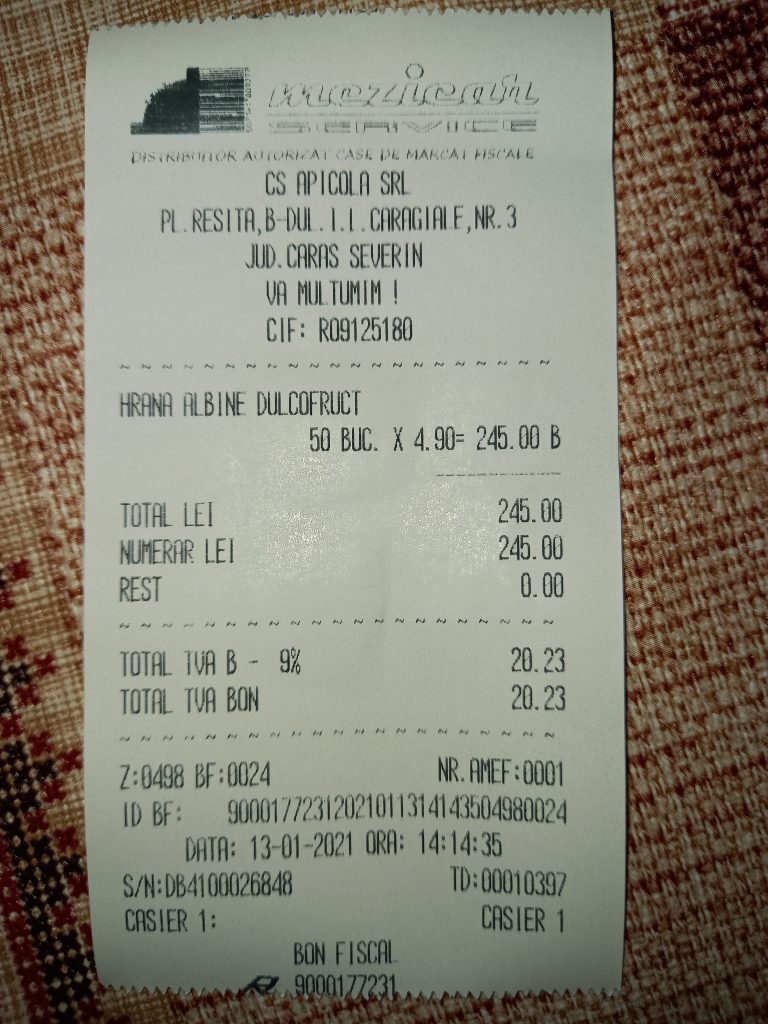 mezicom
SERVICE
DISTRIBUITOR AUTORIZAT CASE DE MARCAT FISCALE
CS APICOLA SRL
PL.RESITA,B-DUL.I.L.CARAGIALE,NR.3
JUD.CARAS SEVERIN
VA MULTUMIM !
CIF: RO9125180
HRANA ALBINE DULCOFRUCT
50 BUC. X 4.90= 245.00 B
TOTAL LEI 245.00
NUMERAR LEI 245.00
REST 0.00
TOTAL TVA B - 9% 20.23
TOTAL TVA BON 20.23
Z:0498 BF:0024 NR.AMEF:0001
ID BF: 9000177231202101131414350498​0024
DATA: 13-01-2021 ORA: 14:14:35
S/N:DB4100026848 TD:00010397
CASIER 1: CASIER 1
BON FISCAL
9000177231